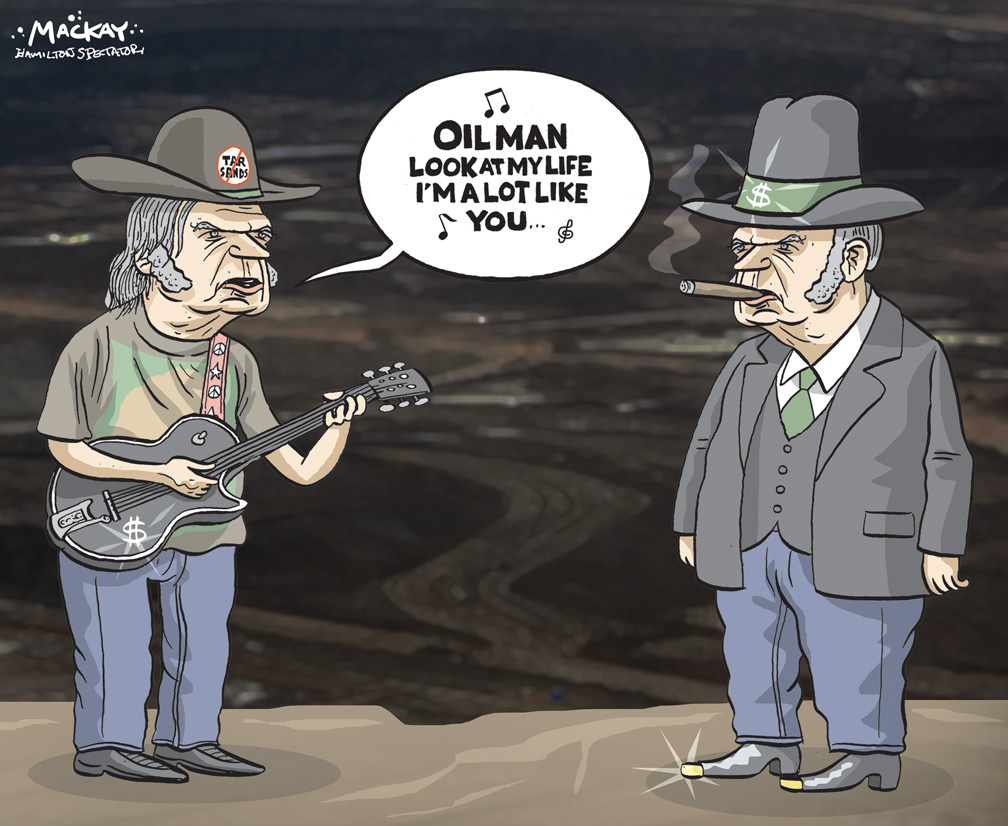 MACKAY
HAMILTON SPECTATOR
OIL MAN
LOOK AT MY LIFE
I'M A LOT LIKE
YOU...
TAR
SANDS
$
$